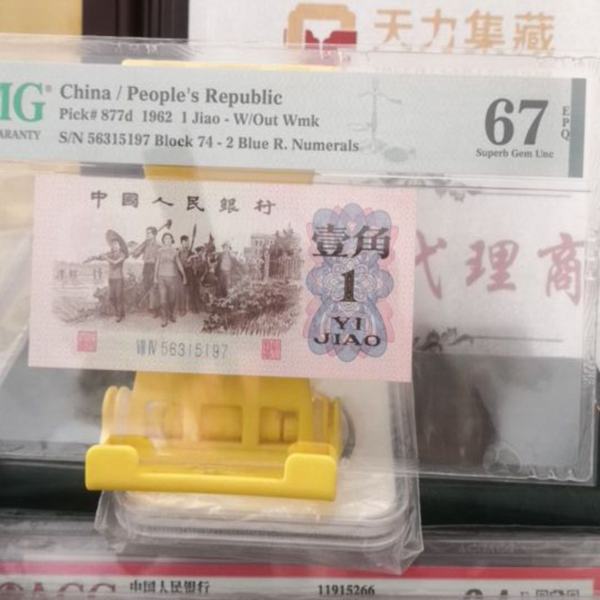 天力集藏
MG®
ARANTY
China / People's Republic
Pick# 877d 1962 1 Jiao - W/Out Wmk
S/N 56315197 Block 74 - 2 Blue R. Numerals
67
EPQ
Superb Gem Unc
中國人民銀行
壹角
1
YI
JIAO
56315197
代理商
中国人民银行
11915266